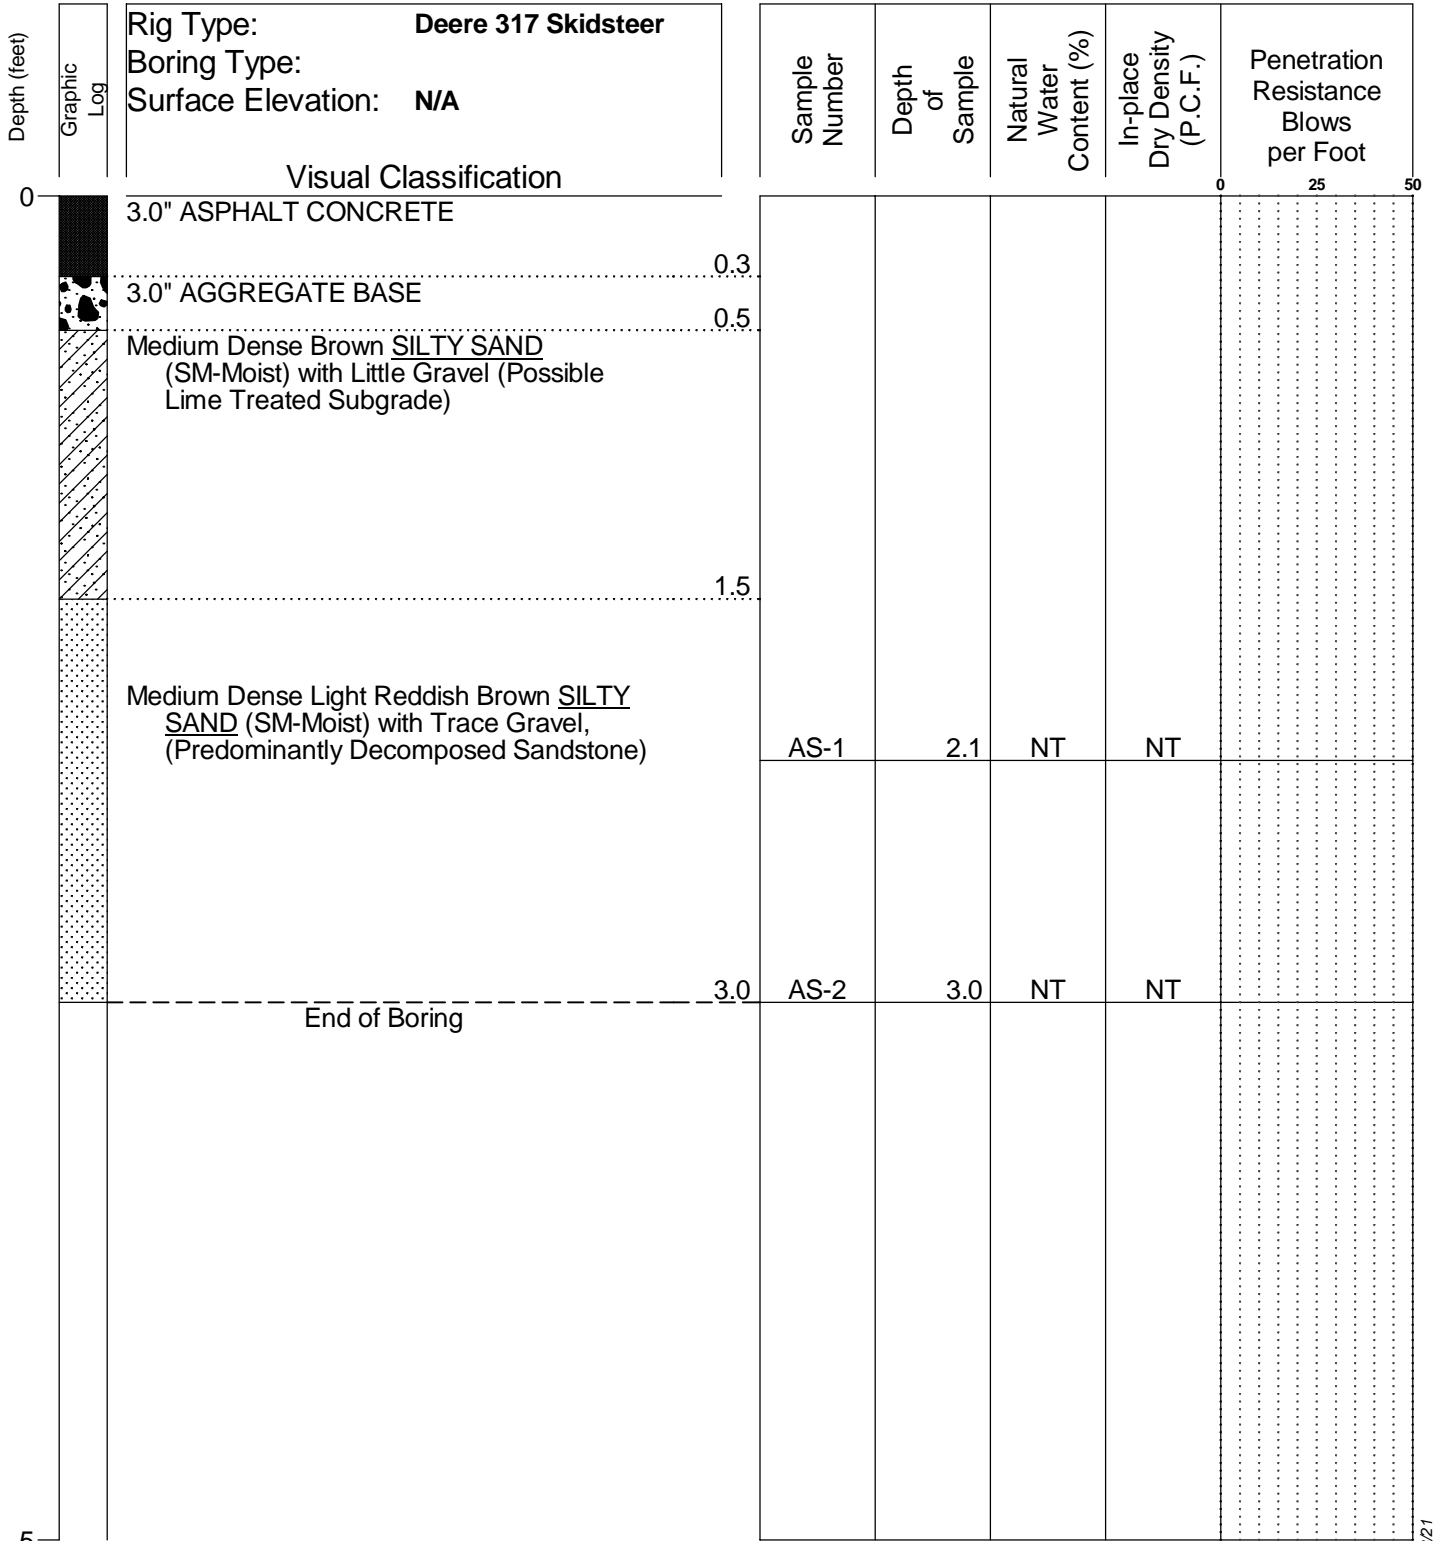 Depth (feet)
Graphic
Log
Rig Type: Deere 317 Skidsteer
Boring Type:
Surface Elevation: N/A
Visual Classification
Sample
Number
Depth
of
Sample
Natural
Water
Content (%)
In-place
Dry Density
(P.C.F.)
Penetration
Resistance
Blows
per Foot
0 25 50
0
3.0" ASPHALT CONCRETE
0.3
3.0" AGGREGATE BASE
0.5
Medium Dense Brown SILTY SAND
(SM-Moist) with Little Gravel (Possible
Lime Treated Subgrade)
1.5
Medium Dense Light Reddish Brown SILTY
SAND (SM-Moist) with Trace Gravel,
(Predominantly Decomposed Sandstone)
AS-1 2.1 NT NT
3.0 AS-2 3.0 NT NT
End of Boring
5